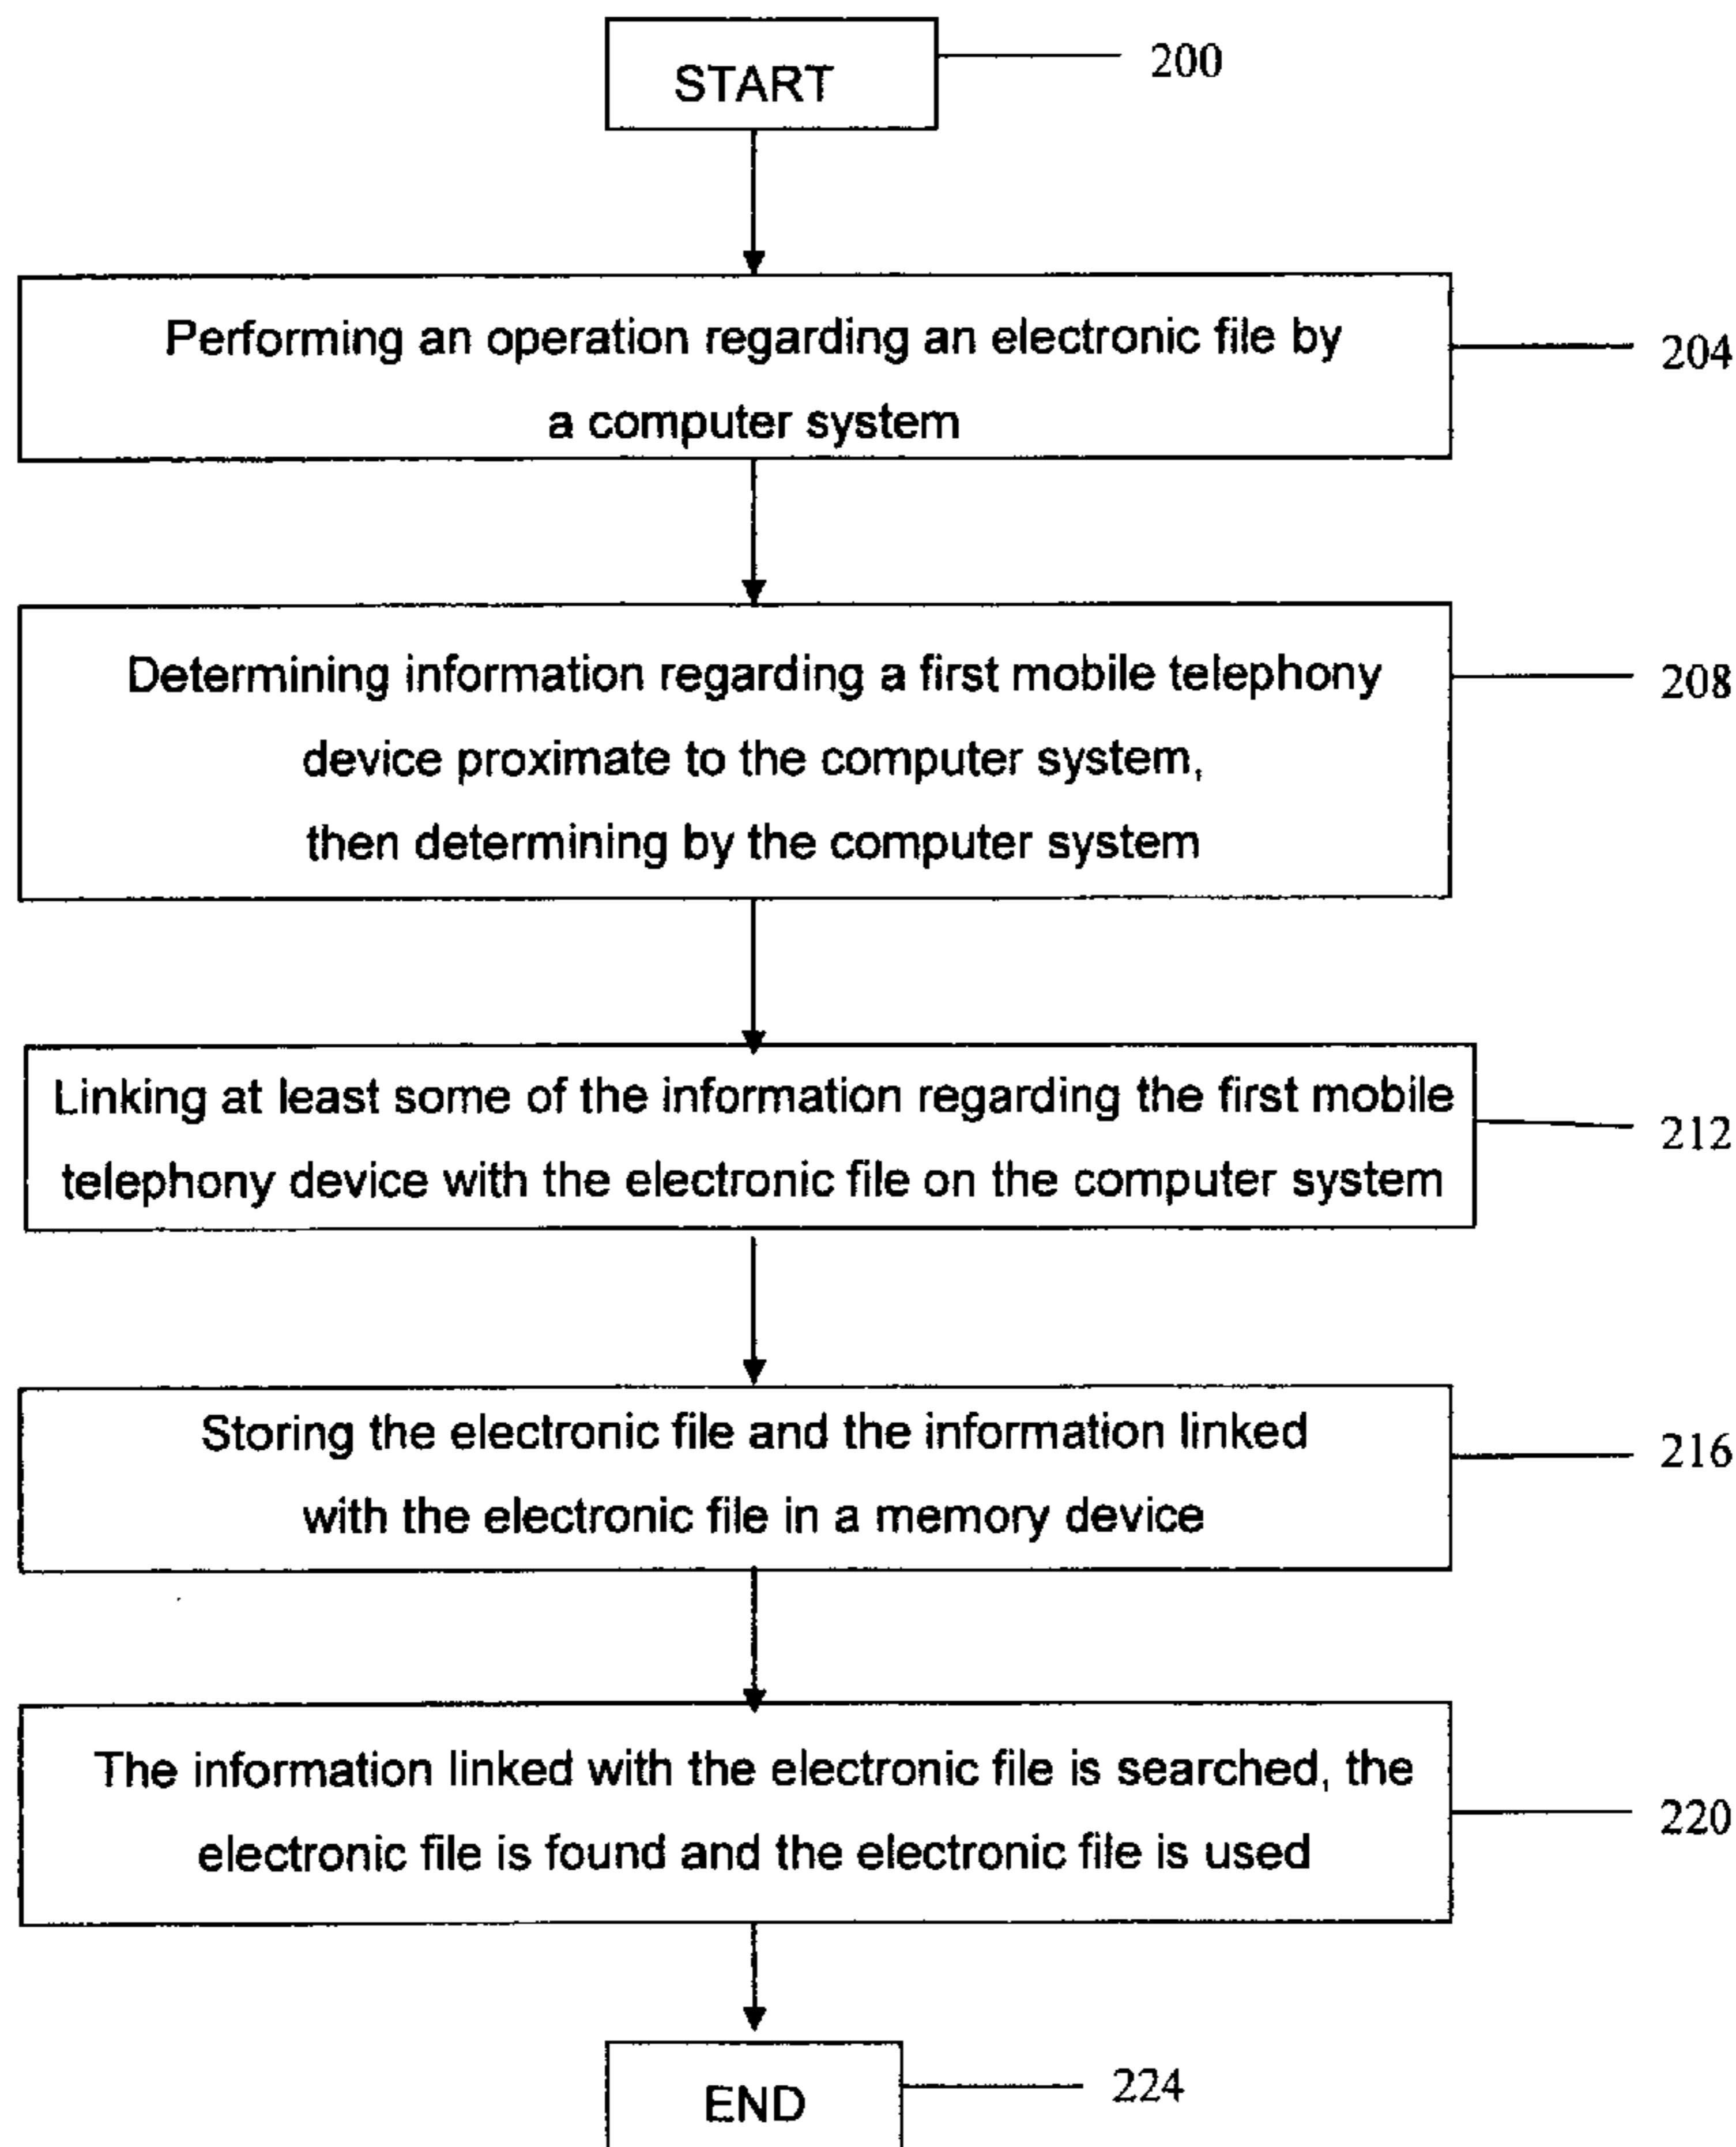 START
200
Performing an operation regarding an electronic file by
a computer system
204
Determining information regarding a first mobile telephony
device proximate to the computer system,
then determining by the computer system
208
Linking at least some of the information regarding the first mobile
telephony device with the electronic file on the computer system
212
Storing the electronic file and the information linked
with the electronic file in a memory device
216
The information linked with the electronic file is searched, the
electronic file is found and the electronic file is used
220
END
224